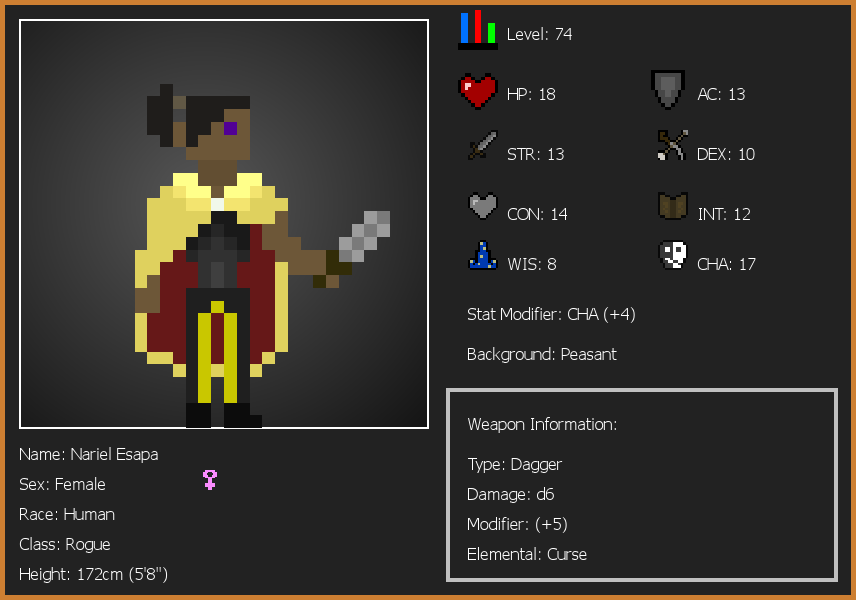 Level: 74
HP: 18
AC: 13
STR: 13
DEX: 10
CON: 14
INT: 12
WIS: 8
CHA: 17
Stat Modifier: CHA (+4)
Background: Peasant
Weapon Information:
Type: Dagger
Damage: d6
Modifier: (+5)
Elemental: Curse
Name: Nariel Esapa
Sex: Female
Race: Human
Class: Rogue
Height: 172cm (5'8")